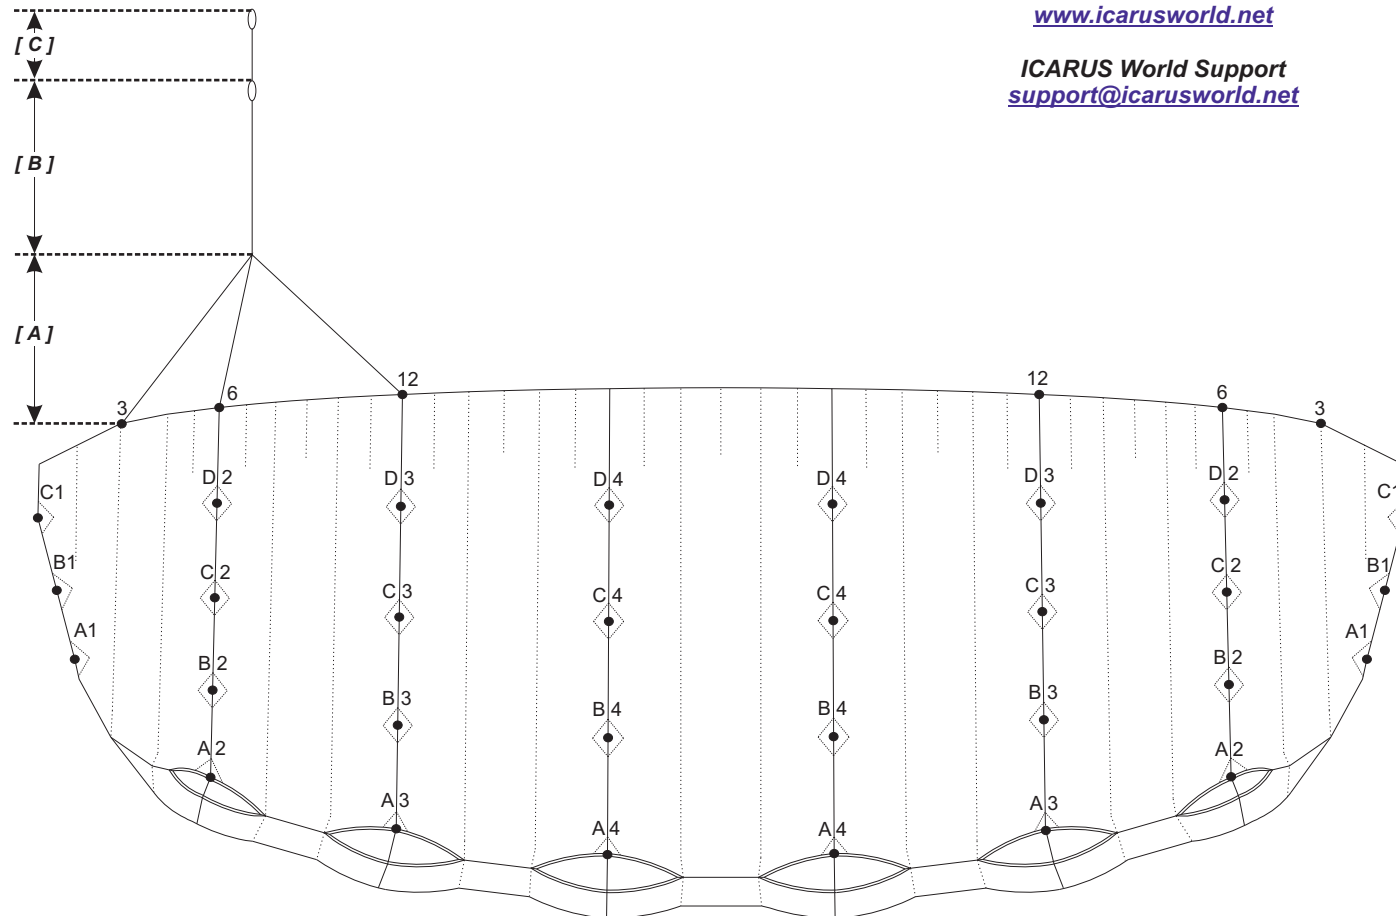 www.icarusworld.net
[ C ]
ICARUS World Support
support@icarusworld.net
[ B ]
[ A ]
3 6 12 12 6 3
D 2 D 3 D 4 D 4 D 3 D 2
C1 C1
B1 C 2 C 3 C 4 C 4 C 3 C 2 B1
A1 A1
B 2 B 3 B 4 B 4 B 3 B 2
A 2 A 3 A 4 A 4 A 3 A 2